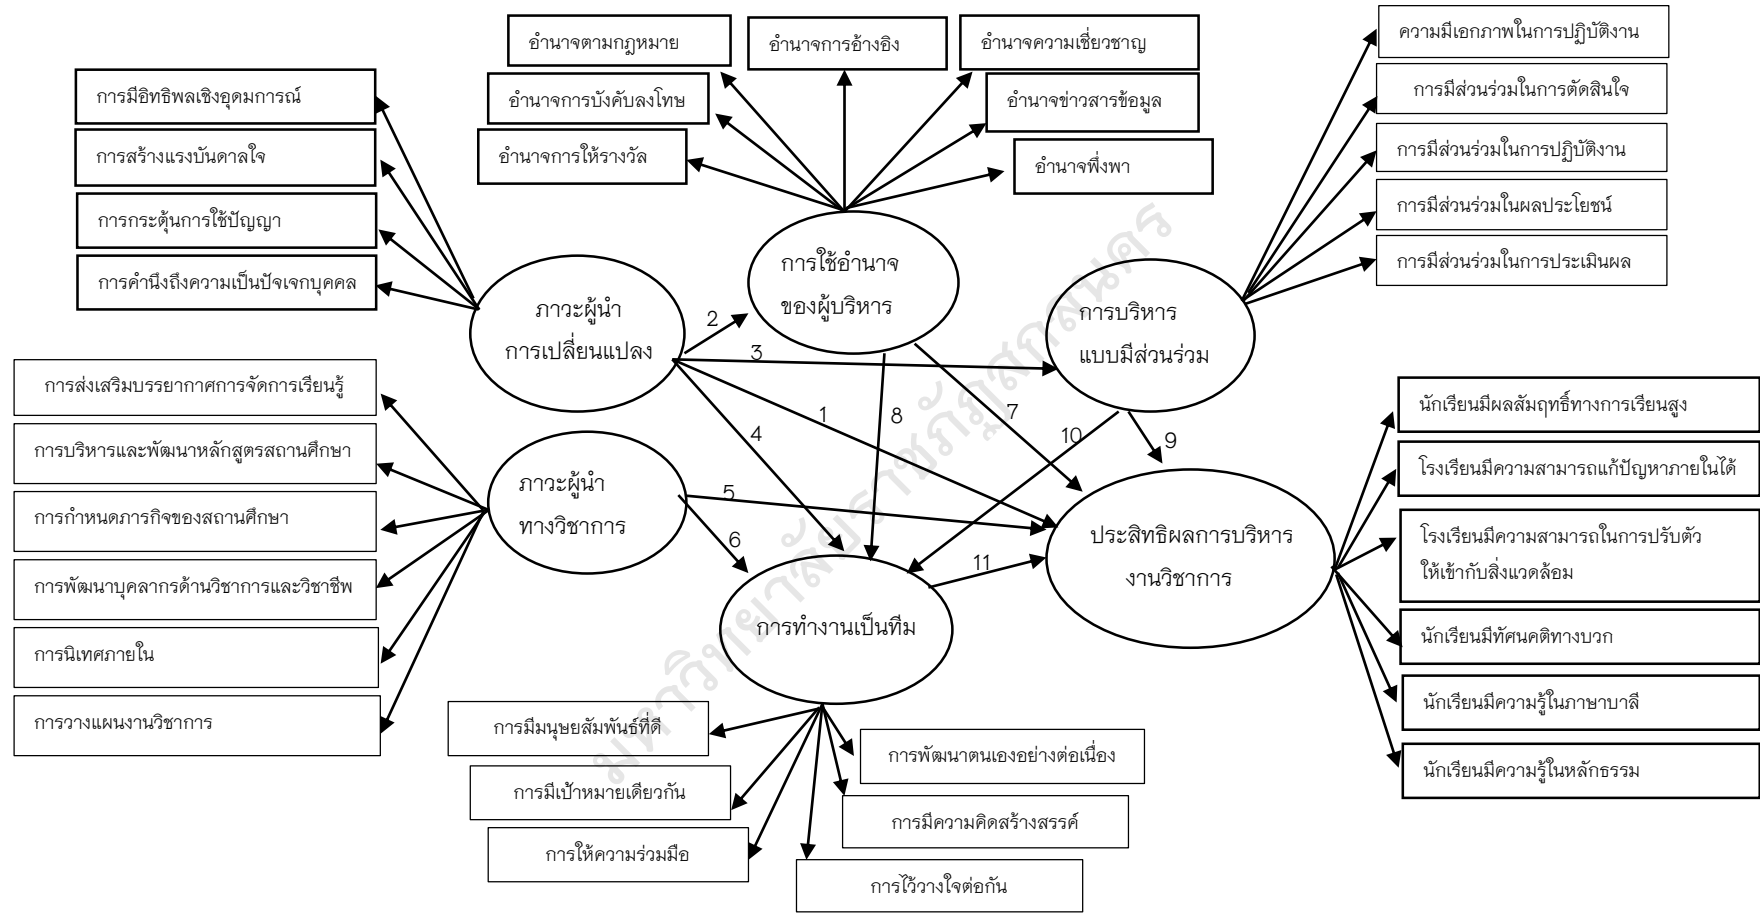 อำนาจตามกฎหมาย
อำนาจการอ้างอิง
อำนาจความเชี่ยวชาญ
อำนาจการบังคับลงโทษ
อำนาจข่าวสารข้อมูล
อำนาจการให้รางวัล
อำนาจพึ่งพา
ความมีเอกภาพในการปฏิบัติงาน
การมีส่วนร่วมในการตัดสินใจ
การมีส่วนร่วมในการปฏิบัติงาน
การมีส่วนร่วมในผลประโยชน์
การมีส่วนร่วมในการประเมินผล
การมีอิทธิพลเชิงอุดมการณ์
การสร้างแรงบันดาลใจ
การกระตุ้นการใช้ปัญญา
การคำนึงถึงความเป็นปัจเจกบุคคล
การใช้อำนาจ
ของผู้บริหาร
ภาวะผู้นำ
การเปลี่ยนแปลง
การบริหาร
แบบมีส่วนร่วม
2
3
1
4
8
7
10
9
5
6
11
การส่งเสริมบรรยากาศการจัดการเรียนรู้
การบริหารและพัฒนาหลักสูตรสถานศึกษา
การกำหนดภารกิจของสถานศึกษา
การพัฒนาบุคลากรด้านวิชาการและวิชาชีพ
การนิเทศภายใน
การวางแผนงานวิชาการ
ภาวะผู้นำ
ทางวิชาการ
ประสิทธิผลการบริหาร
งานวิชาการ
การทำงานเป็นทีม
นักเรียนมีผลสัมฤทธิ์ทางการเรียนสูง
โรงเรียนมีความสามารถแก้ปัญหาภายในได้
โรงเรียนมีความสามารถในการปรับตัว
ให้เข้ากับสิ่งแวดล้อม
นักเรียนมีทัศนคติทางบวก
นักเรียนมีความรู้ในภาษาบาลี
นักเรียนมีความรู้ในหลักธรรม
การมีมนุษยสัมพันธ์ที่ดี
การมีเป้าหมายเดียวกัน
การให้ความร่วมมือ
การพัฒนาตนเองอย่างต่อเนื่อง
การมีความคิดสร้างสรรค์
การไว้วางใจต่อกัน
มหาวิทยาลัยราชภัฏสกลนคร